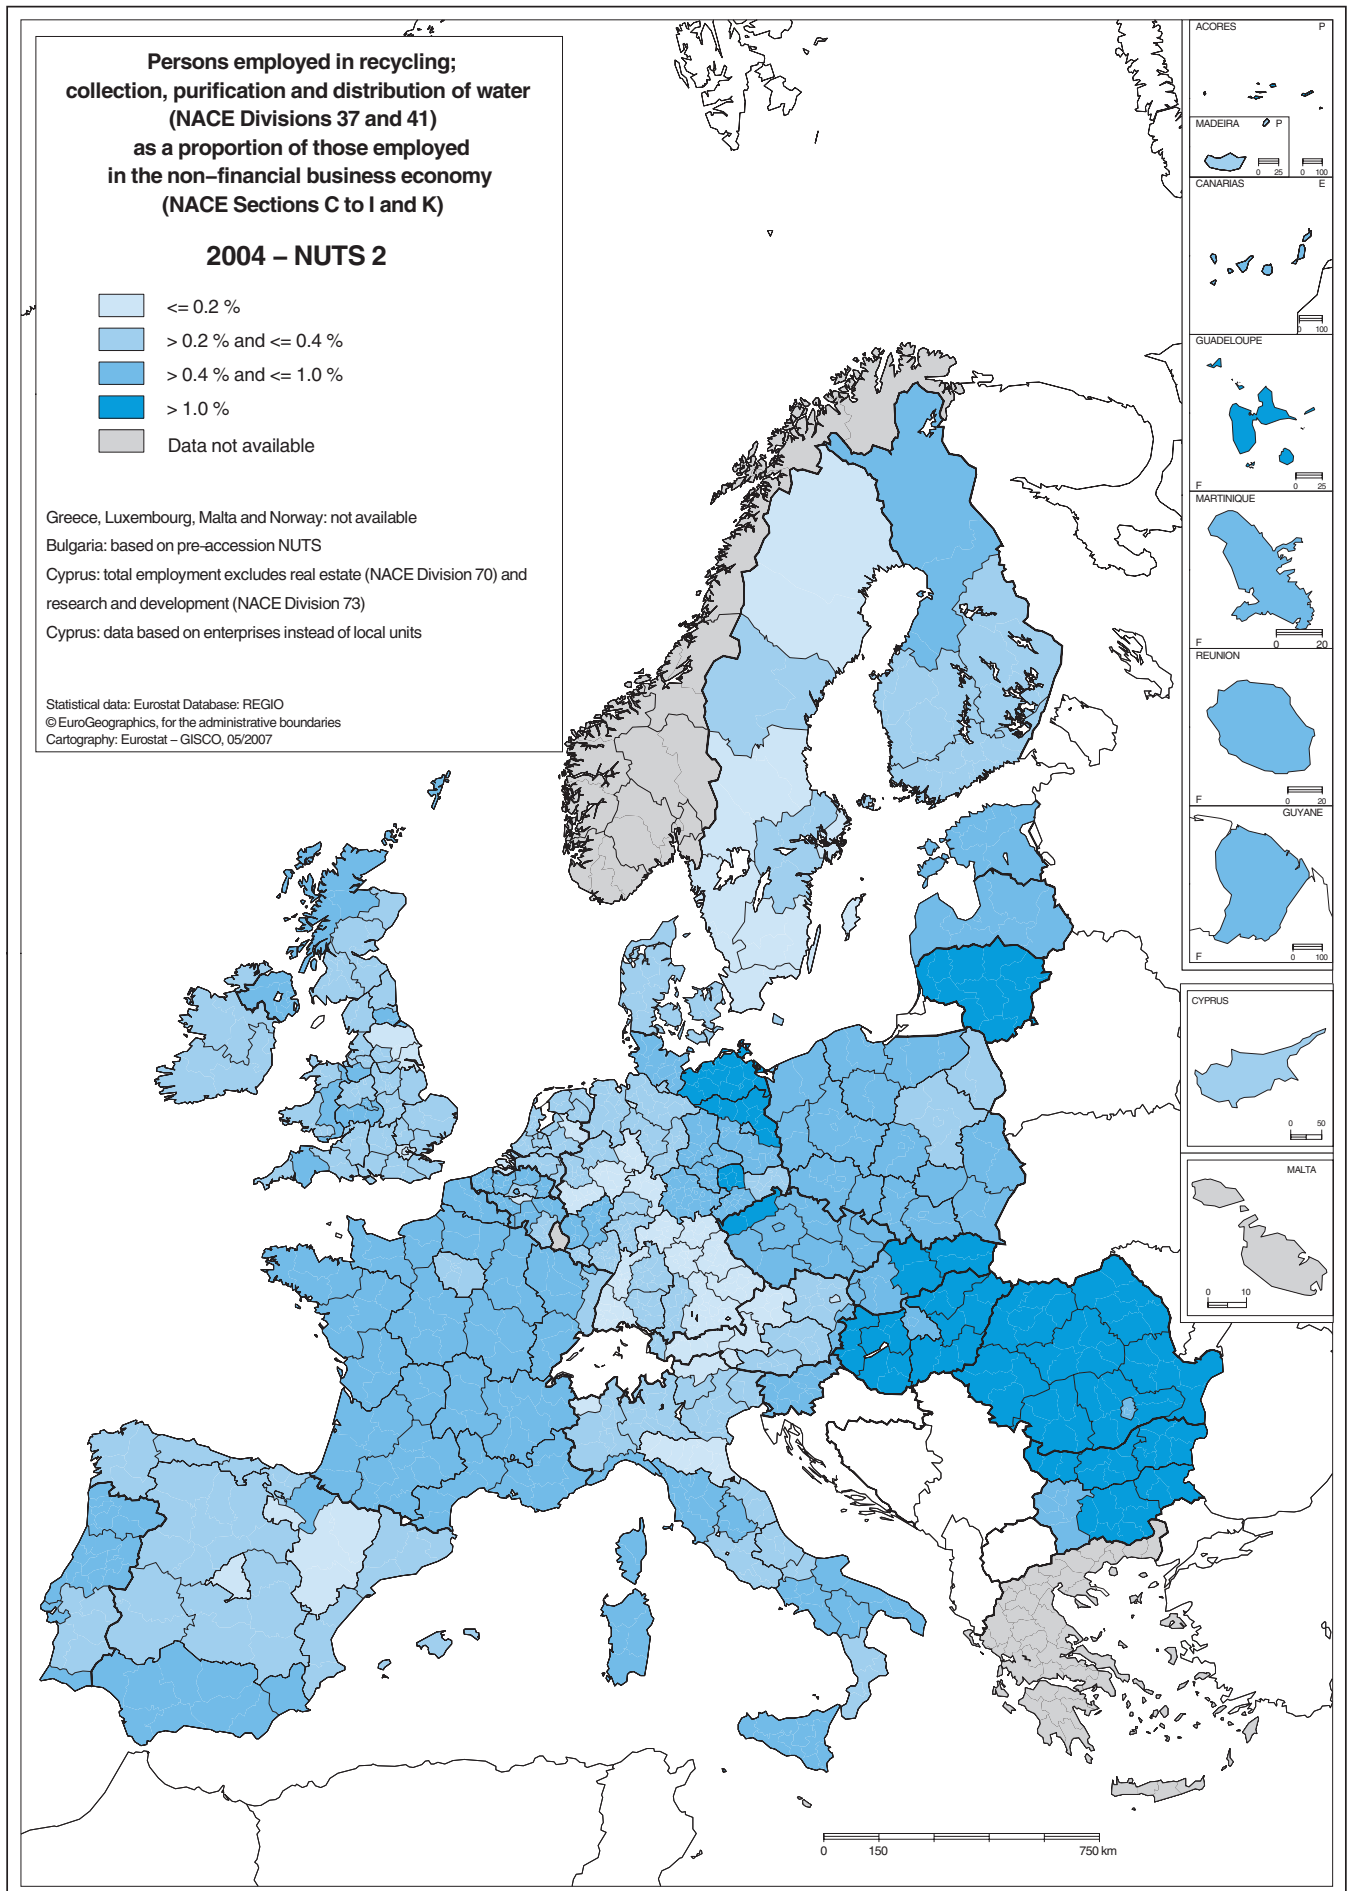 Persons employed in recycling;
collection, purification and distribution of water
(NACE Divisions 37 and 41)
as a proportion of those employed
in the non–financial business economy
(NACE Sections C to I and K)
2004 – NUTS 2
<= 0.2 %
> 0.2 % and <= 0.4 %
> 0.4 % and <= 1.0 %
> 1.0 %
Data not available
Greece, Luxembourg, Malta and Norway: not available
Bulgaria: based on pre-accession NUTS
Cyprus: total employment excludes real estate (NACE Division 70) and
research and development (NACE Division 73)
Cyprus: data based on enterprises instead of local units
Statistical data: Eurostat Database: REGIO
© EuroGeographics, for the administrative boundaries
Cartography: Eurostat – GISCO, 05/2007
ACORES P
MADEIRA P
0 25 0 100
CANARIAS E
0 100
GUADELOUPE
F 0 25
MARTINIQUE
F 0 20
REUNION
F 0 20
GUYANE
F 0 100
CYPRUS
0 50
MALTA
0 10
0 150 750 km